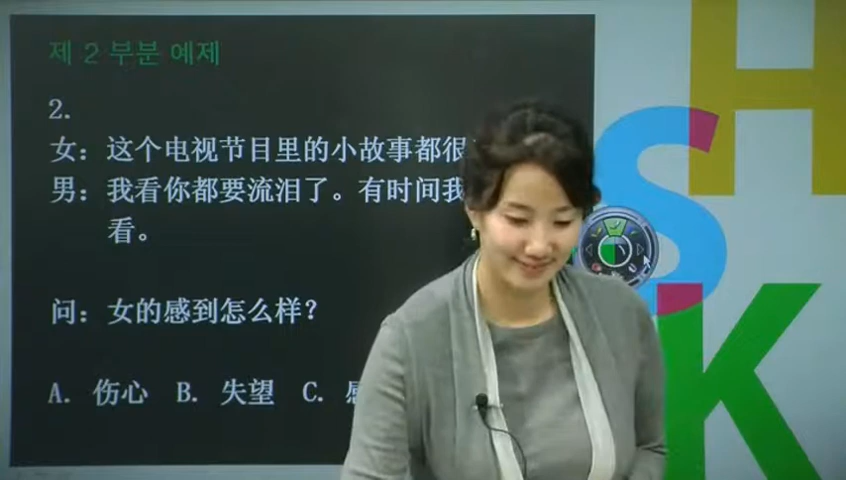 제 2 부분 예제
2.
女: 这个电视节目里的小故事都很
男: 我看你都要流泪了。有时间我
看。
问: 女的感到怎么样?
A. 伤心 B. 失望 C.
HSK